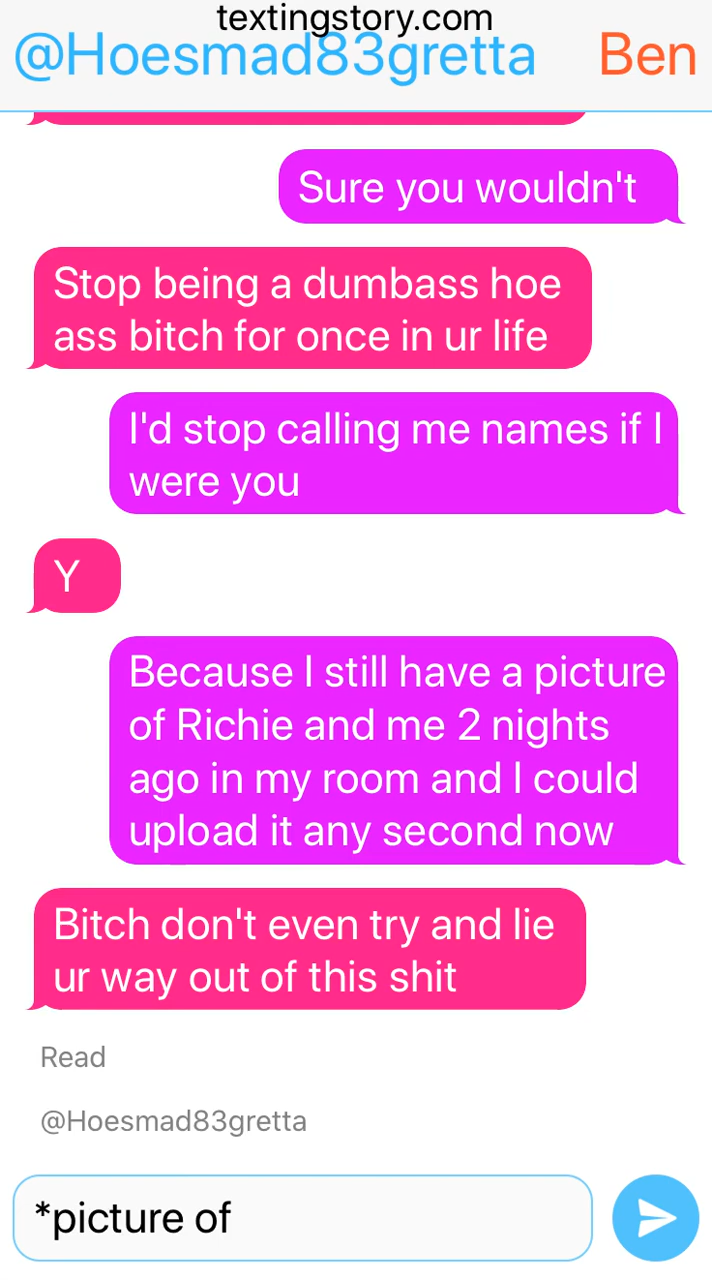 textingstory.com
@Hoesmad83gretta Ben
Sure you wouldn't
Stop being a dumbass hoe
ass bitch for once in ur life
I'd stop calling me names if I
were you
Y
Because I still have a picture
of Richie and me 2 nights
ago in my room and I could
upload it any second now
Bitch don't even try and lie
ur way out of this shit
Read
@Hoesmad83gretta
*picture of